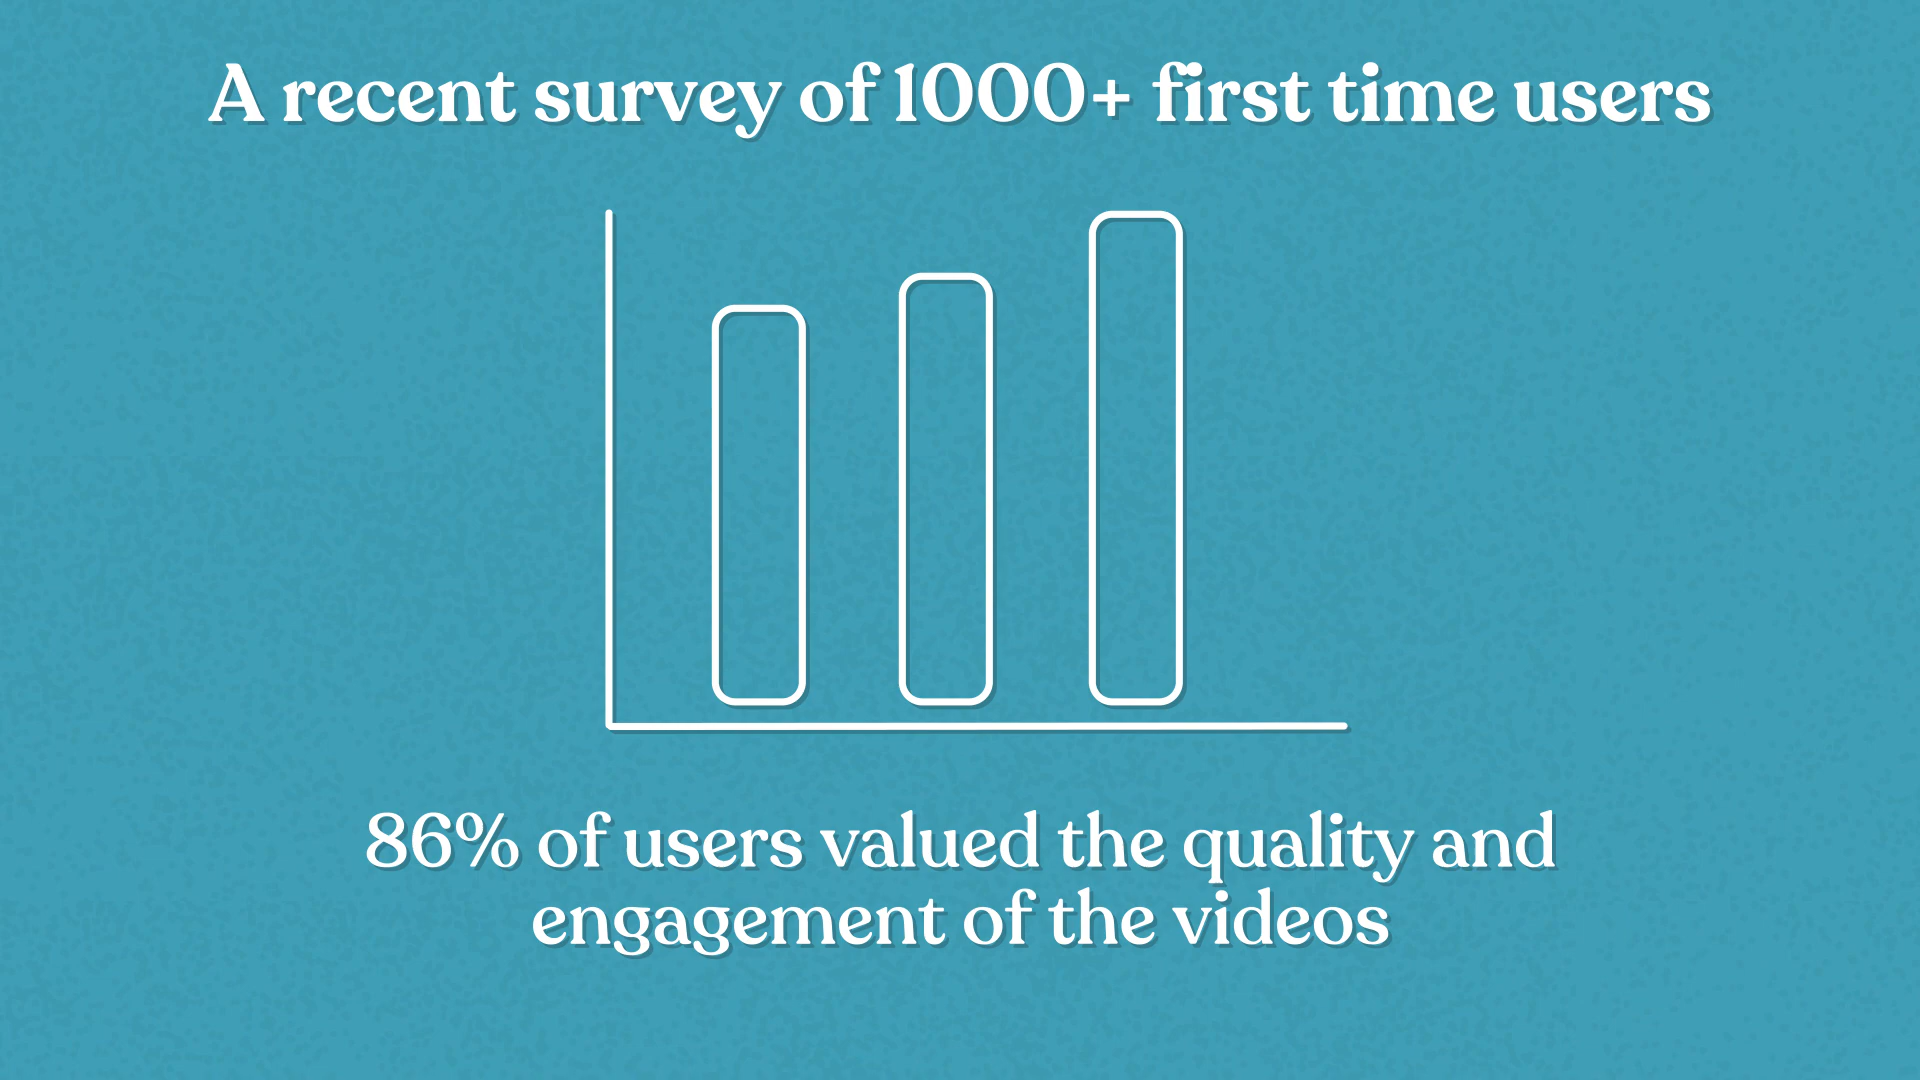 A recent survey of 1000+ first time users
86% of users valued the quality and
engagement of the videos